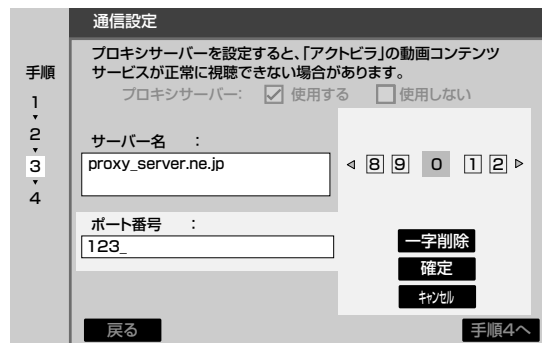 通信設定
プロキシサーバーを設定すると、「アクトビラ」の動画コンテンツ
サービスが正常に視聴できない場合があります。
プロキシサーバー: 使用する 使用しない
手順
1
2
3
4
サーバー名 :
proxy_server.ne.jp
8 9 0 1 2
ポート番号 :
123_
一字削除
確定
キャンセル
戻る
手順4へ